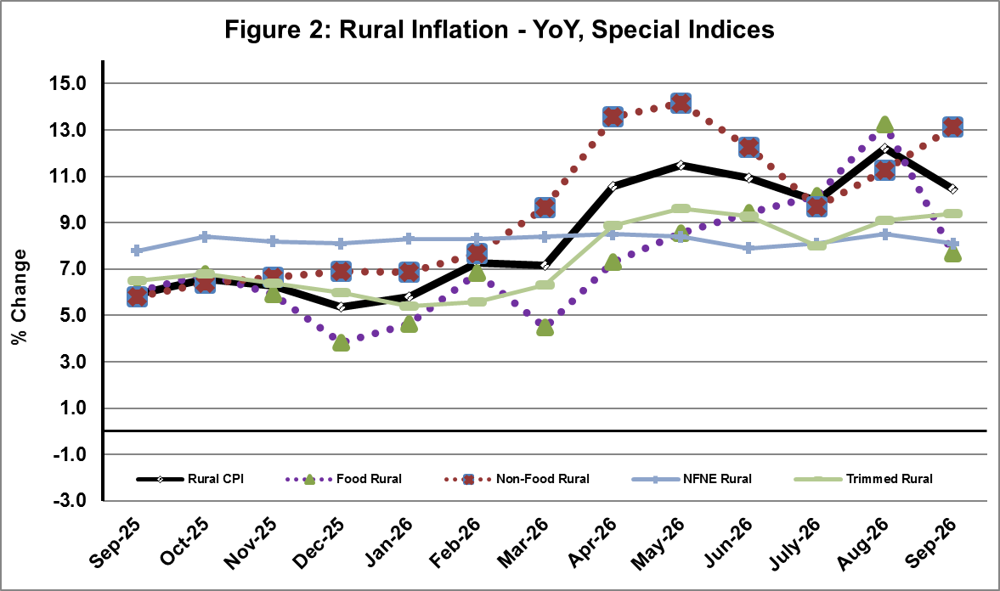 Figure 2: Rural Inflation - YoY, Special Indices
% Change
15.0
13.0
11.0
9.0
7.0
5.0
3.0
1.0
-1.0
-3.0
Rural CPI
Food Rural
Non-Food Rural
NFNE Rural
Trimmed Rural
Sep-25
Oct-25
Nov-25
Dec-25
Jan-26
Feb-26
Mar-26
Apr-26
May-26
Jun-26
July-26
Aug-26
Sep-26